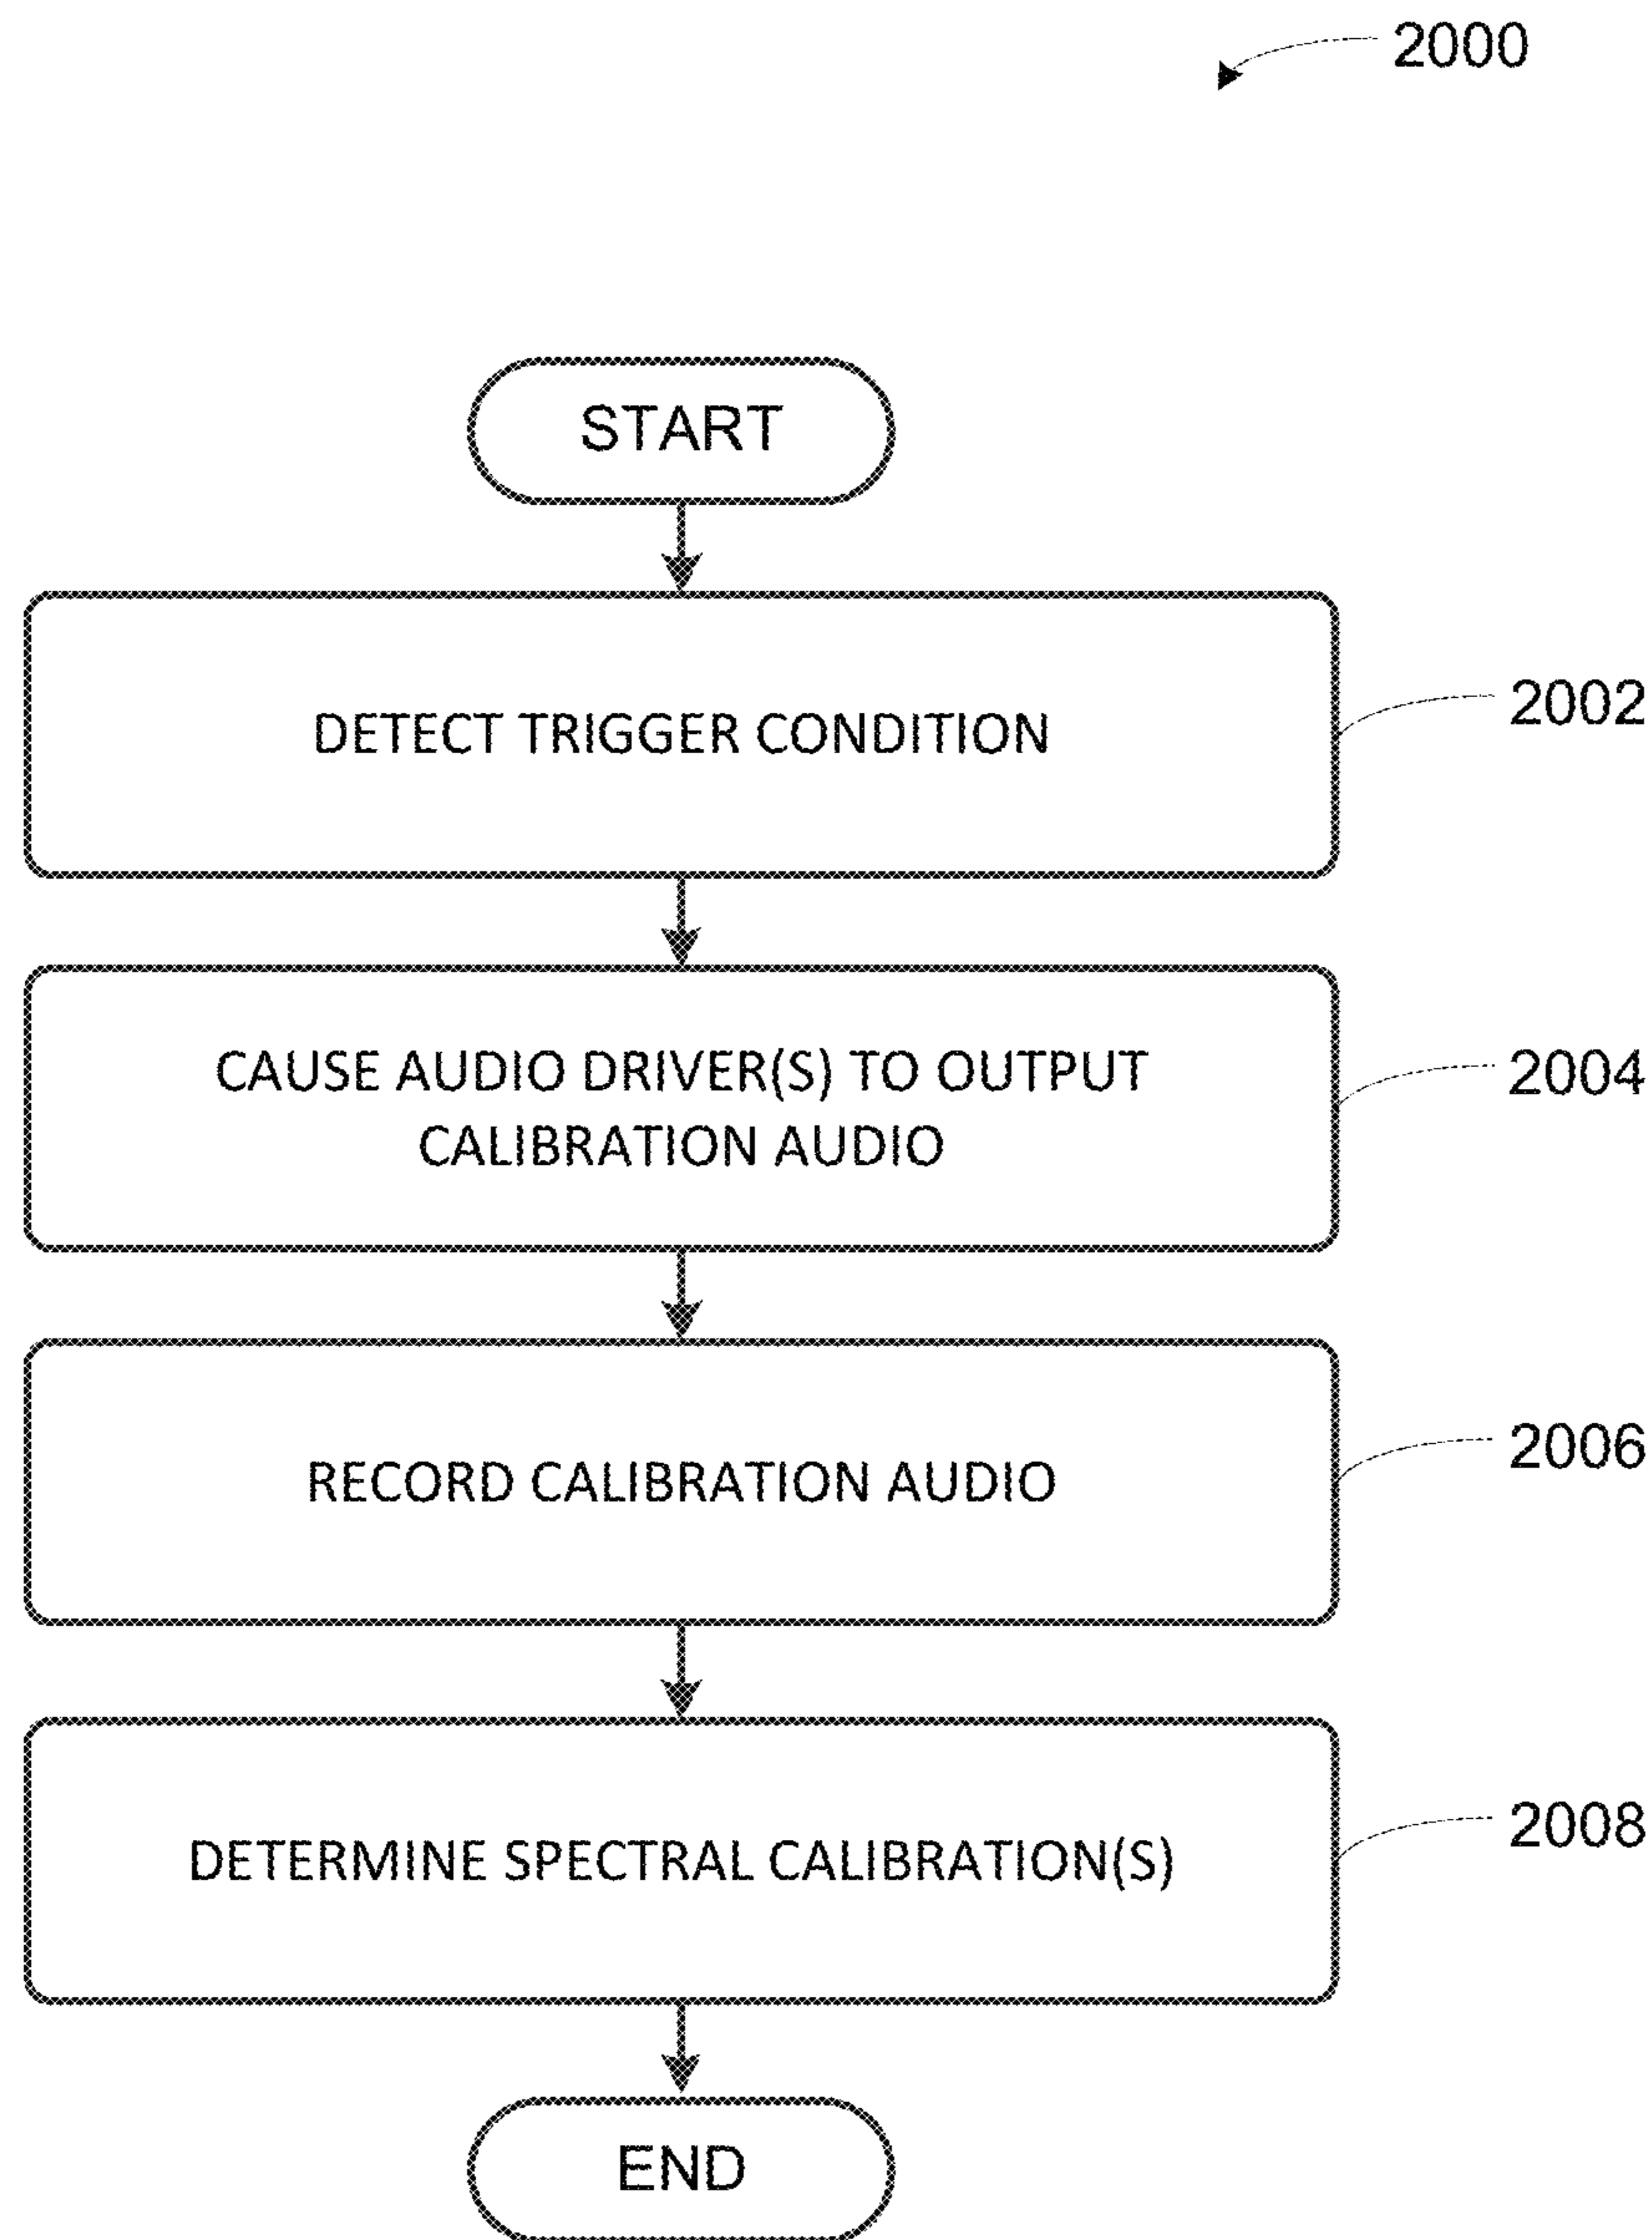 2000
START
DETECT TRIGGER CONDITION
2002
CAUSE AUDIO DRIVER(S) TO OUTPUT
CALIBRATION AUDIO
2004
RECORD CALIBRATION AUDIO
2006
DETERMINE SPECTRAL CALIBRATION(S)
2008
END